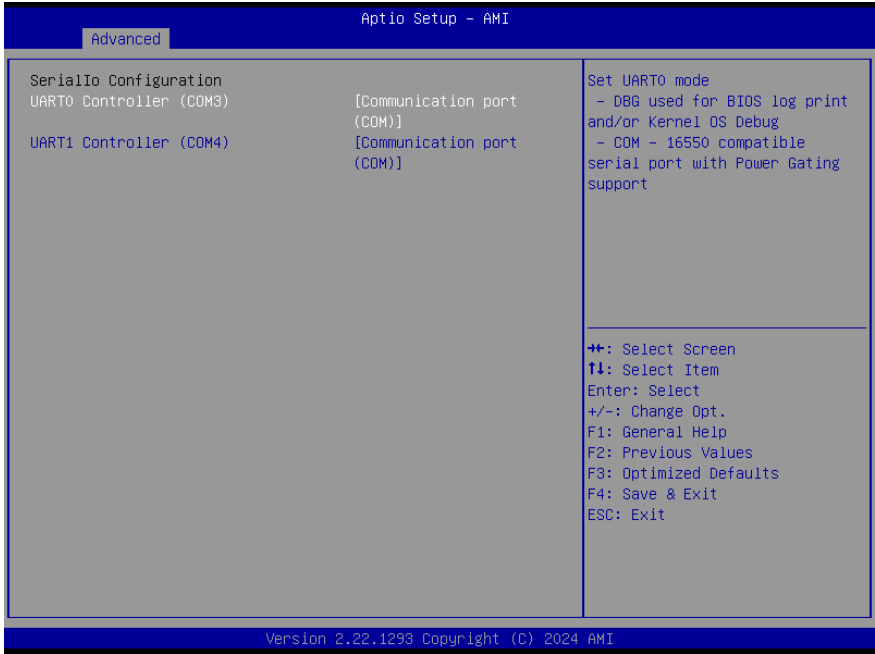 Aptio Setup – AMI
Advanced
SerialIo Configuration
UART0 Controller (COM3) [Communication port
(COM)]
UART1 Controller (COM4) [Communication port
(COM)]
Set UART0 mode
– DBG used for BIOS log print
and/or Kernel OS Debug
– COM – 16550 compatible
serial port with Power Gating
support
→←: Select Screen
↑↓: Select Item
Enter: Select
+/-: Change Opt.
F1: General Help
F2: Previous Values
F3: Optimized Defaults
F4: Save & Exit
ESC: Exit
Version 2.22.1293 Copyright (C) 2024 AMI